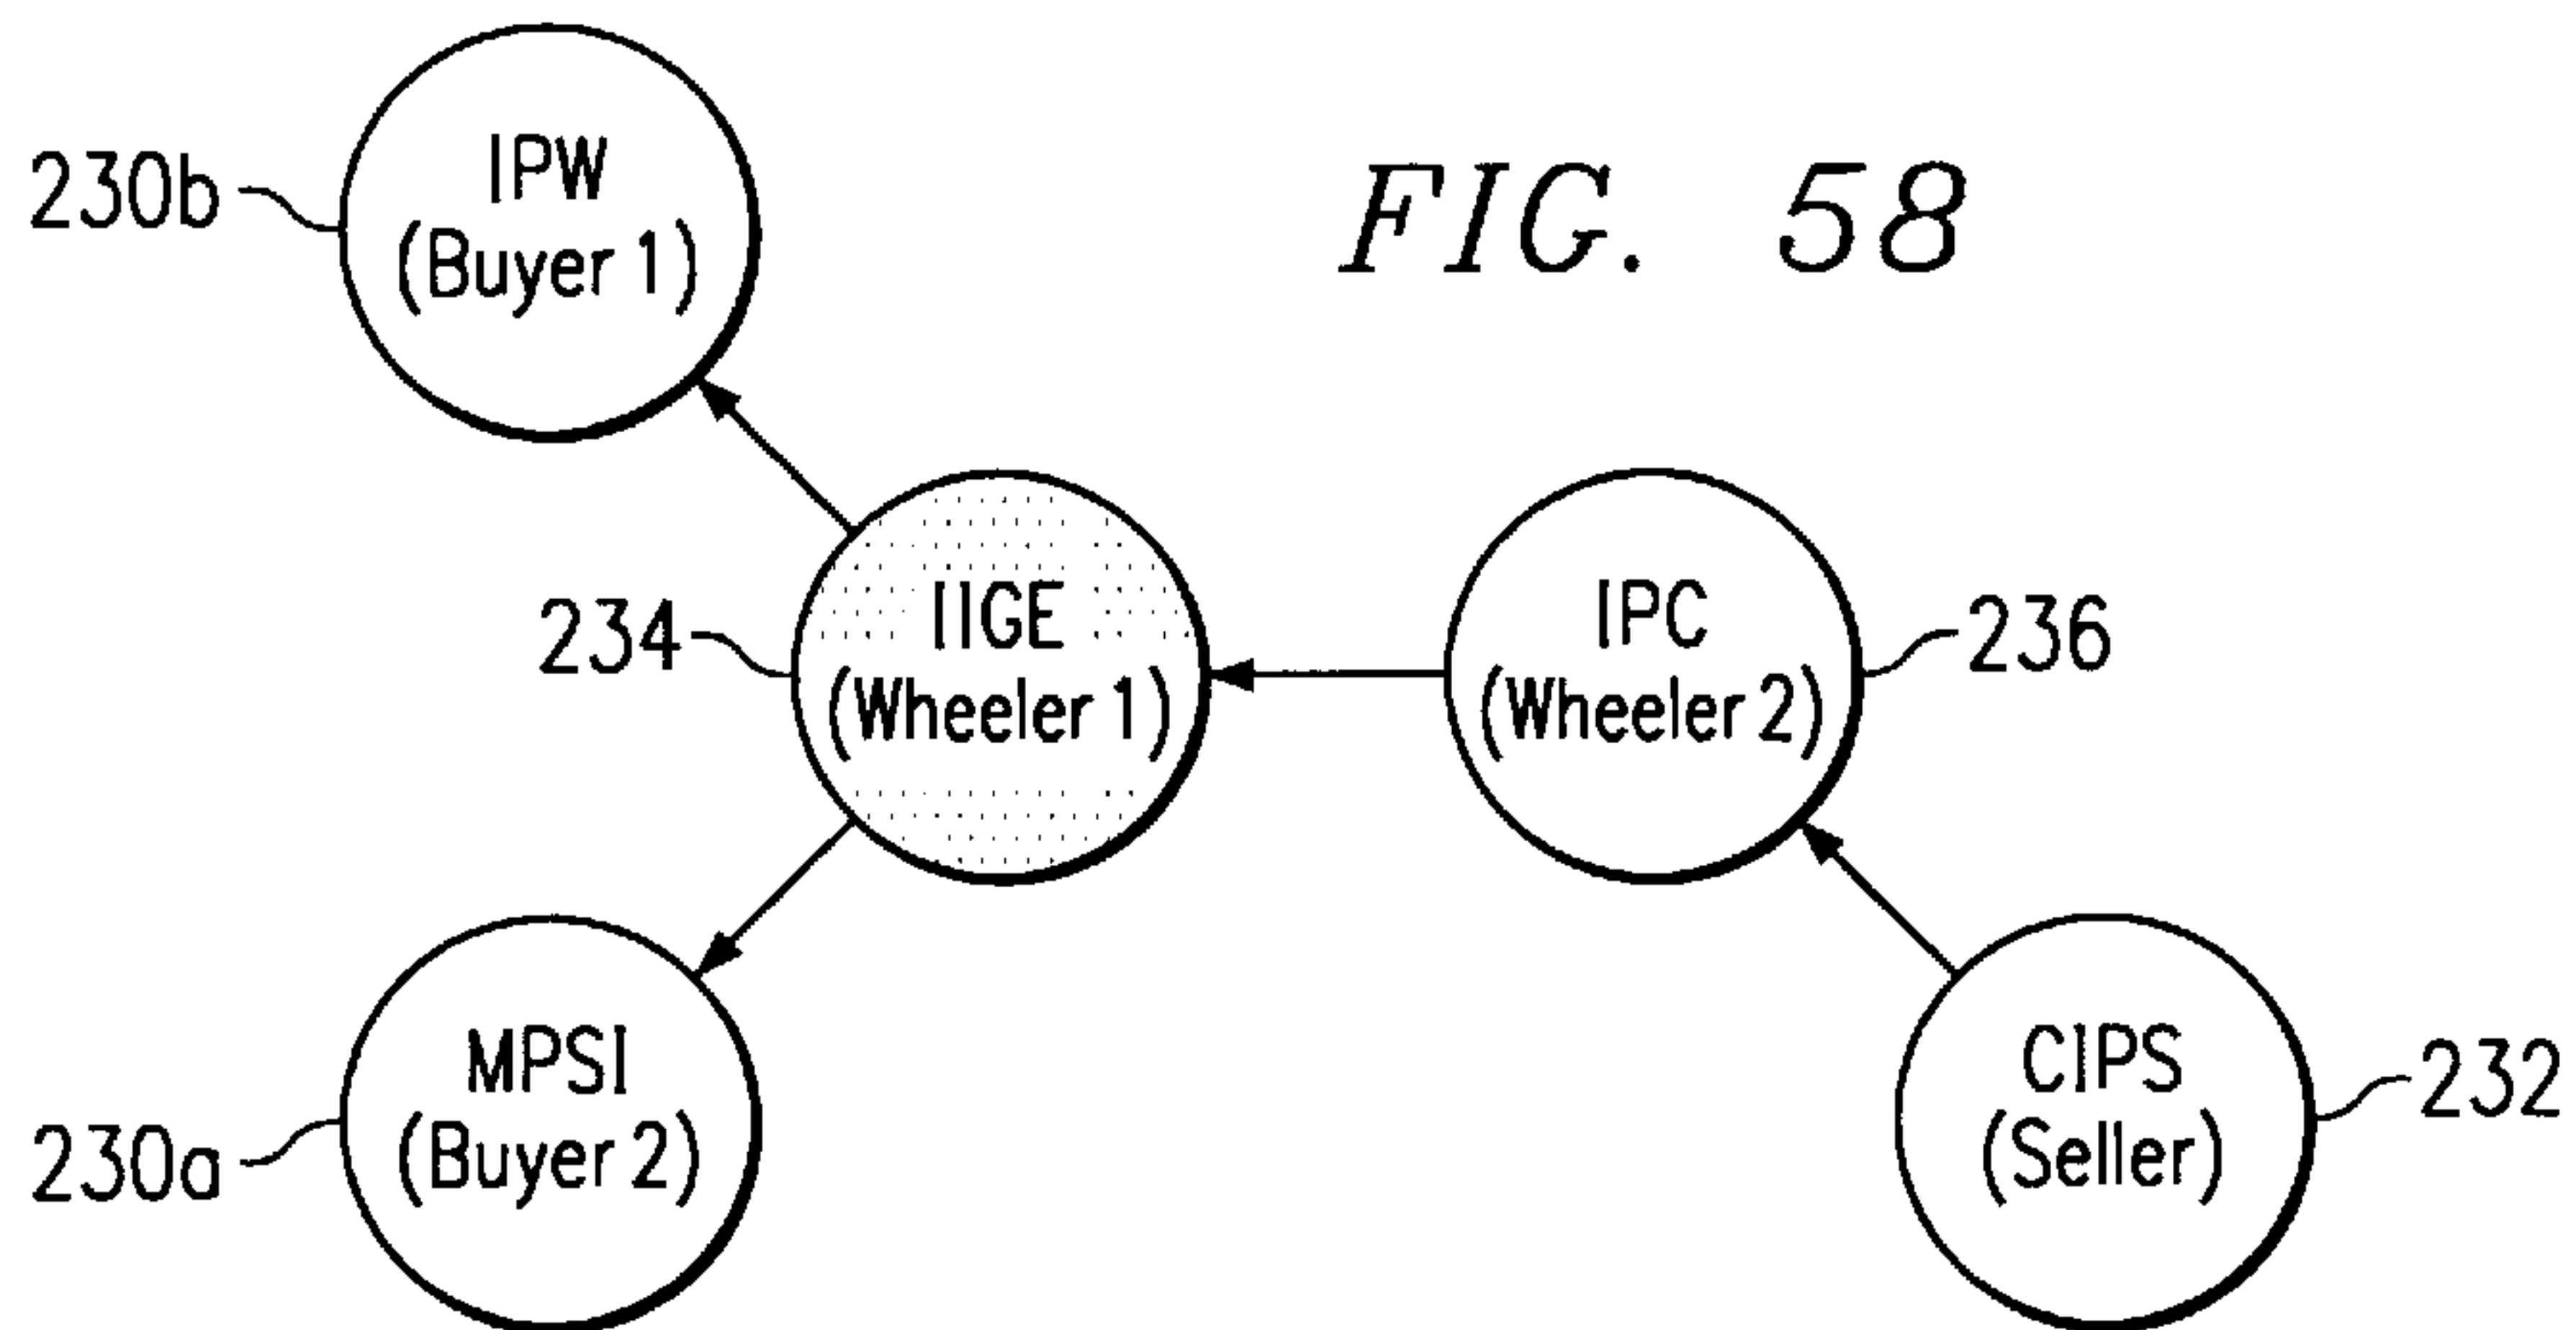 FIG. 58
230b
IPW
(Buyer 1)
234
IIGE
(Wheeler 1)
IPC
(Wheeler 2)
236
230a
MPSI
(Buyer 2)
CIPS
(Seller)
232